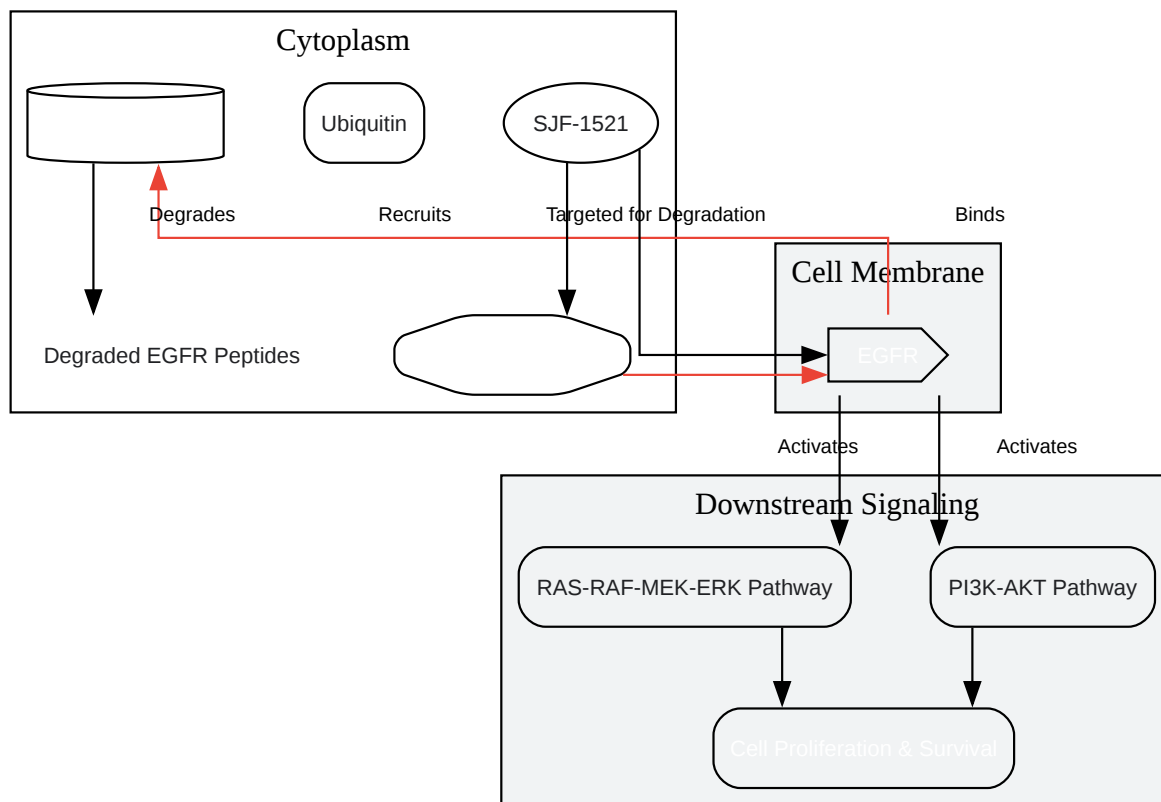 Cytoplasm
Ubiquitin
SJF-1521
Degrades
Recruits
Targeted for Degradation
Binds
Cell Membrane
Degraded EGFR Peptides
EGFR
Activates
Activates
Downstream Signaling
RAS-RAF-MEK-ERK Pathway
PI3K-AKT Pathway
Cell Proliferation & Survival